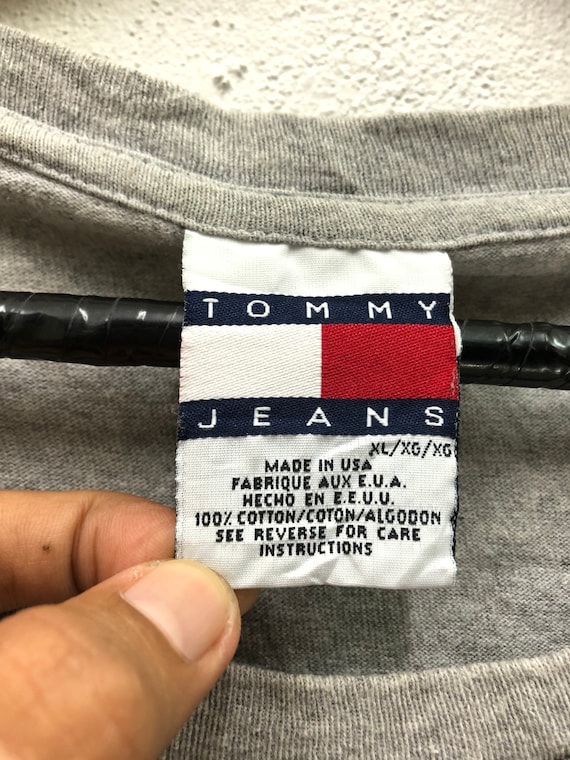 TOMMY
JEANS
XL/XG/XG
MADE IN USA
FABRIQUE AUX E.U.A.
HECHO EN E.E.U.U.
100% COTTON/COTON/ALGODON
SEE REVERSE FOR CARE
INSTRUCTIONS